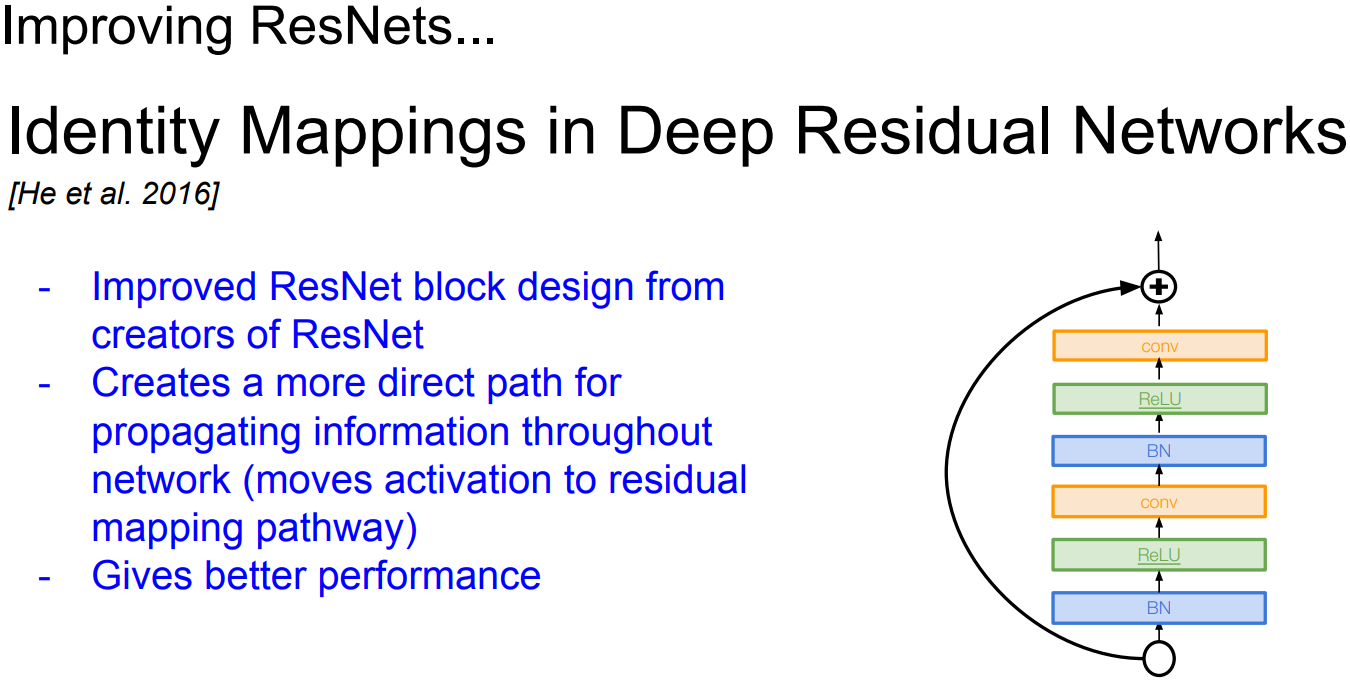 Improving ResNets...
Identity Mappings in Deep Residual Networks
[He et al. 2016]
- Improved ResNet block design from
creators of ResNet
- Creates a more direct path for
propagating information throughout
network (moves activation to residual
mapping pathway)
- Gives better performance
+
conv
ReLU
BN
conv
ReLU
BN